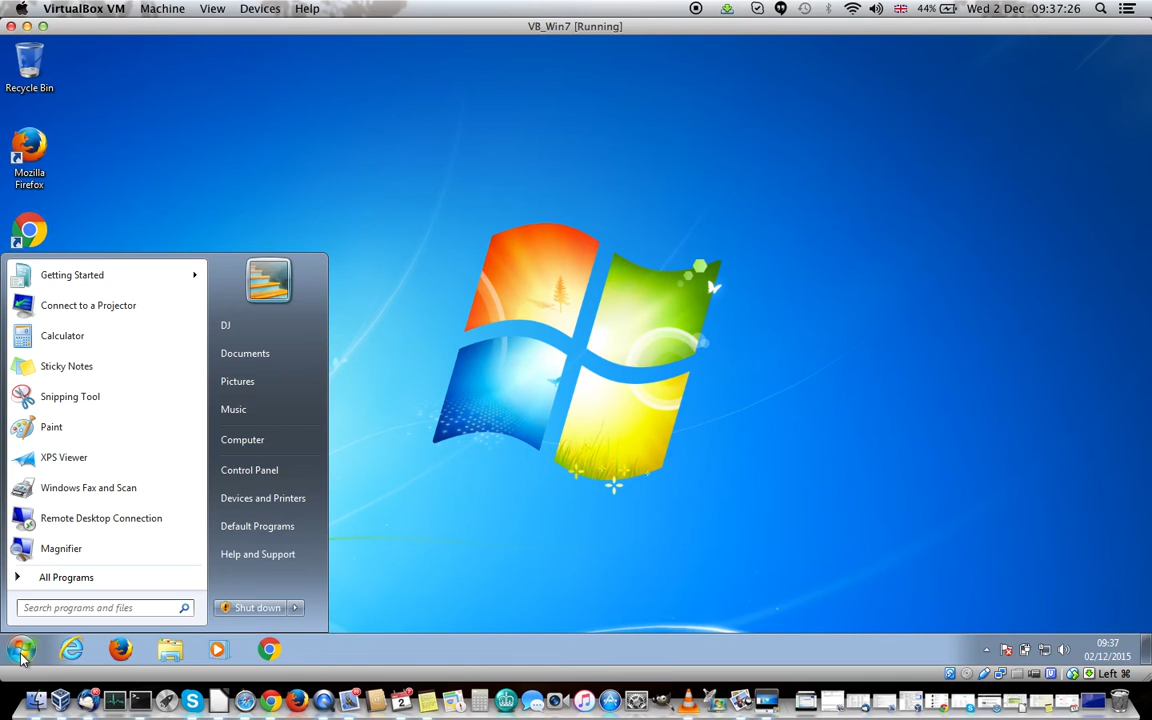 VirtualBox VM Machine View Devices Help 44% Wed 2 Dec 09:37:26
VB_Win7 [Running]
Recycle Bin
Mozilla
Firefox
Getting Started
Connect to a Projector
Calculator
Sticky Notes
Snipping Tool
Paint
XPS Viewer
Windows Fax and Scan
Remote Desktop Connection
Magnifier
All Programs
Search programs and files
DJ
Documents
Pictures
Music
Computer
Control Panel
Devices and Printers
Default Programs
Help and Support
Shut down
09:37
02/12/2015
Left ⌘
2